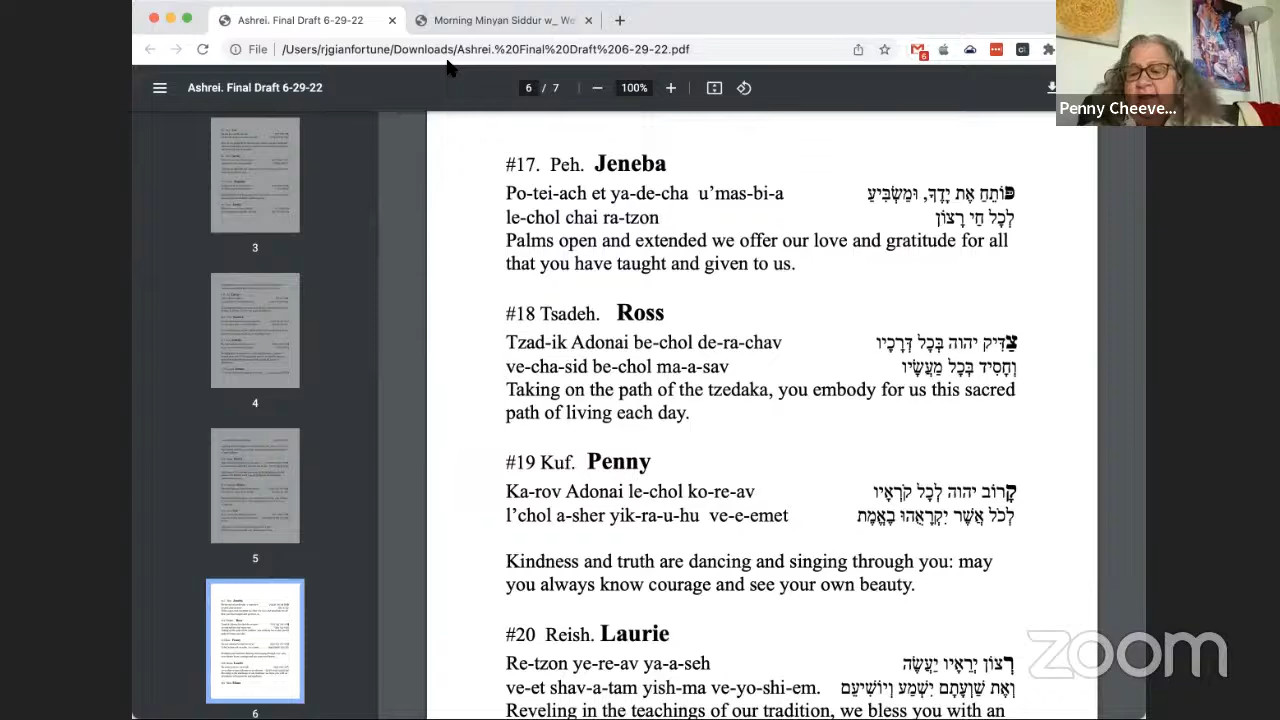 Ashrei. Final Draft 6-29-22
Morning Minyan Siddur w_ We
File
/Users/rjgianfortune/Downloads/Ashrei.%20Final%20Draft%206-29-22.pdf
6
Ashrei. Final Draft 6-29-22
6 / 7
100%
Penny Cheeve...
3
4
5
6
#17. Peh. Jeneba
Po-tei-ach et ya-de-cha u'mas-bi-a פּוֹתֵחַ אֶת יָדֶךָ, וּמַשְׂבִּיעַ
le-chol chai ra-tzon לְכָל חַי רָצוֹן
Palms open and extended we offer our love and gratitude for all
that you have taught and given to us.
#18 Tsadeh. Ross
Tzad-ik Adonai be-chol de-ra-chav צַדִּיק יהוה בְּכָל דְּרָכָיו
ve-cha-sid be-chol ma-a-sav וְחָסִיד בְּכָל מַעֲשָׂיו
Taking on the path of the tzedaka, you embody for us this sacred
path of living each day.
#19 Kuf. Penny
Ka-rov Adonai le-chol kor-av קָרוֹב יהוה לְכָל קֹרְאָיו
le-chol a-sher yik-ra-u-hu ve-e-emet לְכֹל אֲשֶׁר יִקְרָאֻהוּ בֶאֱמֶת
Kindness and truth are dancing and singing through you: may
you always know courage and see your own beauty.
#20 Reish. Laurie
Re-tzon ye-re-av ya-a-seh רְצוֹן יְרֵאָיו יַעֲשֶׂה
ve-et shav-a-tam yish-ma ve-yo-shi-em. וְאֶת שַׁוְעָתָם יִשְׁמַע וְיוֹשִׁיעֵם
Reveling in the teachings of our tradition, we bless you with an
zoom